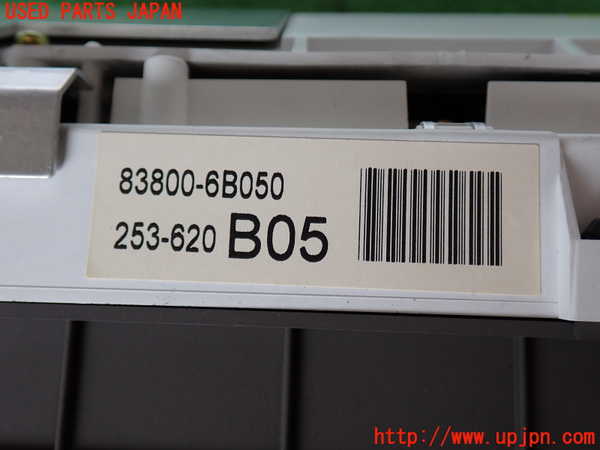 USED PARTS JAPAN
83800-6B050
253-620 B05
http://www.upjpn.com/